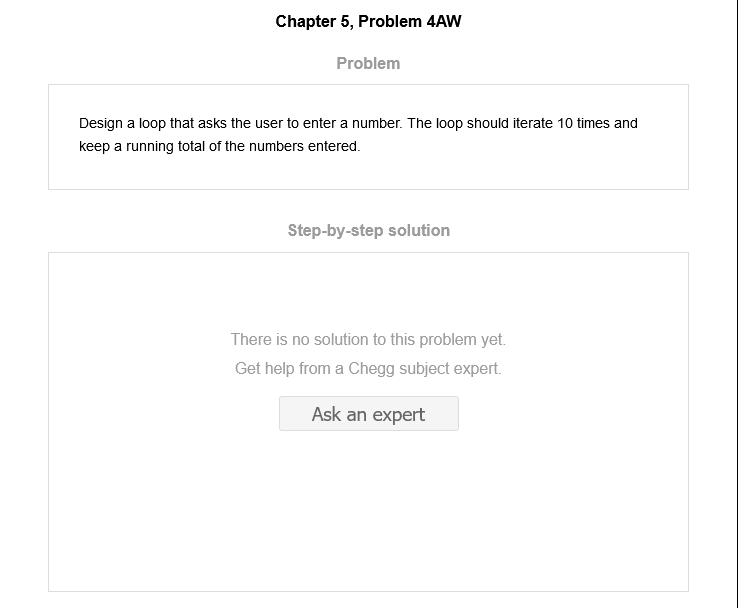 Chapter 5, Problem 4AW
Problem
Design a loop that asks the user to enter a number. The loop should iterate 10 times and
keep a running total of the numbers entered.
Step-by-step solution
There is no solution to this problem yet.
Get help from a Chegg subject expert.
Ask an expert